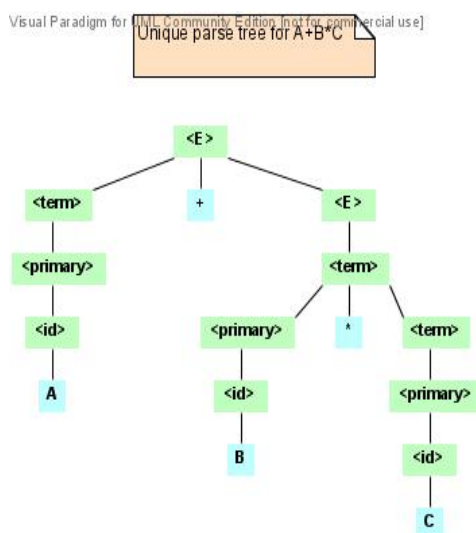 Visual Paradigm for UML Community Edition [not for commercial use]
Unique parse tree for A+B*C
<E>
<term> + <E>
<primary> <term>
<id> <primary> * <term>
A <id> <primary>
B <id>
C